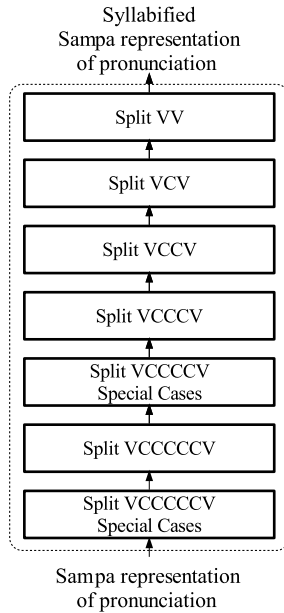 Syllabified
Sampa representation
of pronunciation
Split VV
Split VCV
Split VCCV
Split VCCCV
Split VCCCCV
Special Cases
Split VCCCCCV
Split VCCCCCV
Special Cases
Sampa representation
of pronunciation